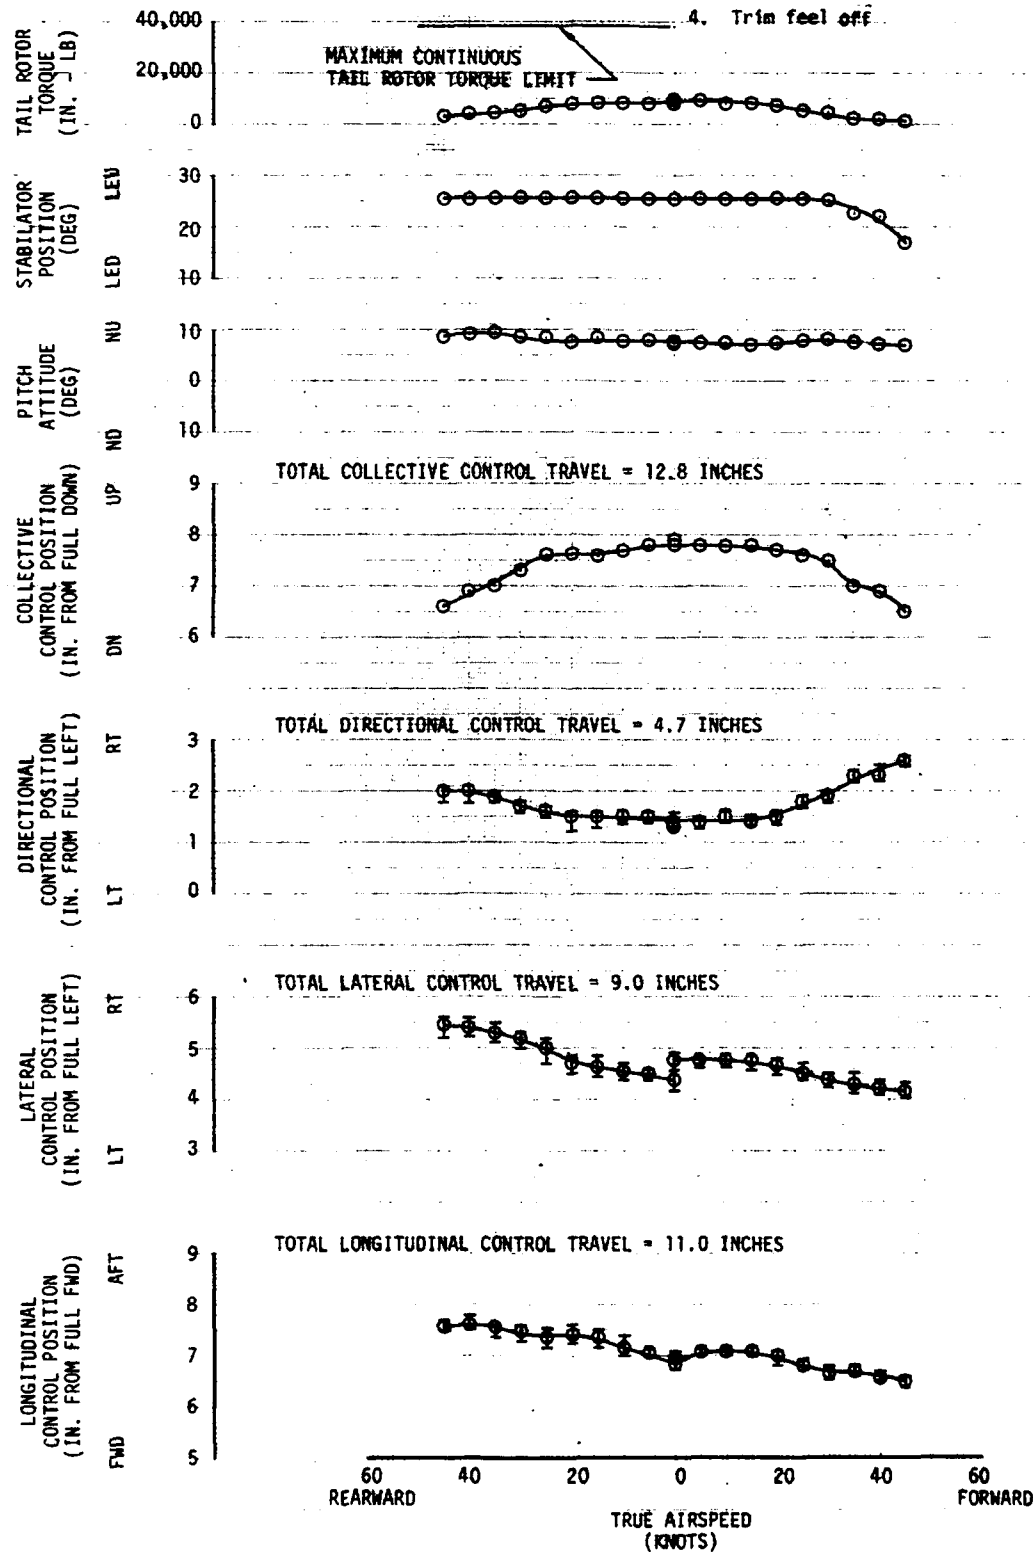 4. Trim feel off
MAXIMUM CONTINUOUS
TAIL ROTOR TORQUE LIMIT
TAIL ROTOR
TORQUE
(IN. - LB)
40,000
20,000
0
STABILATOR
POSITION
(DEG)
LED LEU
30
20
10
PITCH
ATTITUDE
(DEG)
ND NU
10
0
10
TOTAL COLLECTIVE CONTROL TRAVEL = 12.8 INCHES
COLLECTIVE
CONTROL POSITION
(IN. FROM FULL DOWN)
DN UP
9
8
7
6
TOTAL DIRECTIONAL CONTROL TRAVEL = 4.7 INCHES
DIRECTIONAL
CONTROL POSITION
(IN. FROM FULL LEFT)
LT RT
3
2
1
0
TOTAL LATERAL CONTROL TRAVEL = 9.0 INCHES
LATERAL
CONTROL POSITION
(IN. FROM FULL LEFT)
LT RT
6
5
4
3
TOTAL LONGITUDINAL CONTROL TRAVEL = 11.0 INCHES
LONGITUDINAL
CONTROL POSITION
(IN. FROM FULL FWD)
FWD AFT
9
8
7
6
5
60 40 20 0 20 40 60
REARWARD FORWARD
TRUE AIRSPEED
(KNOTS)